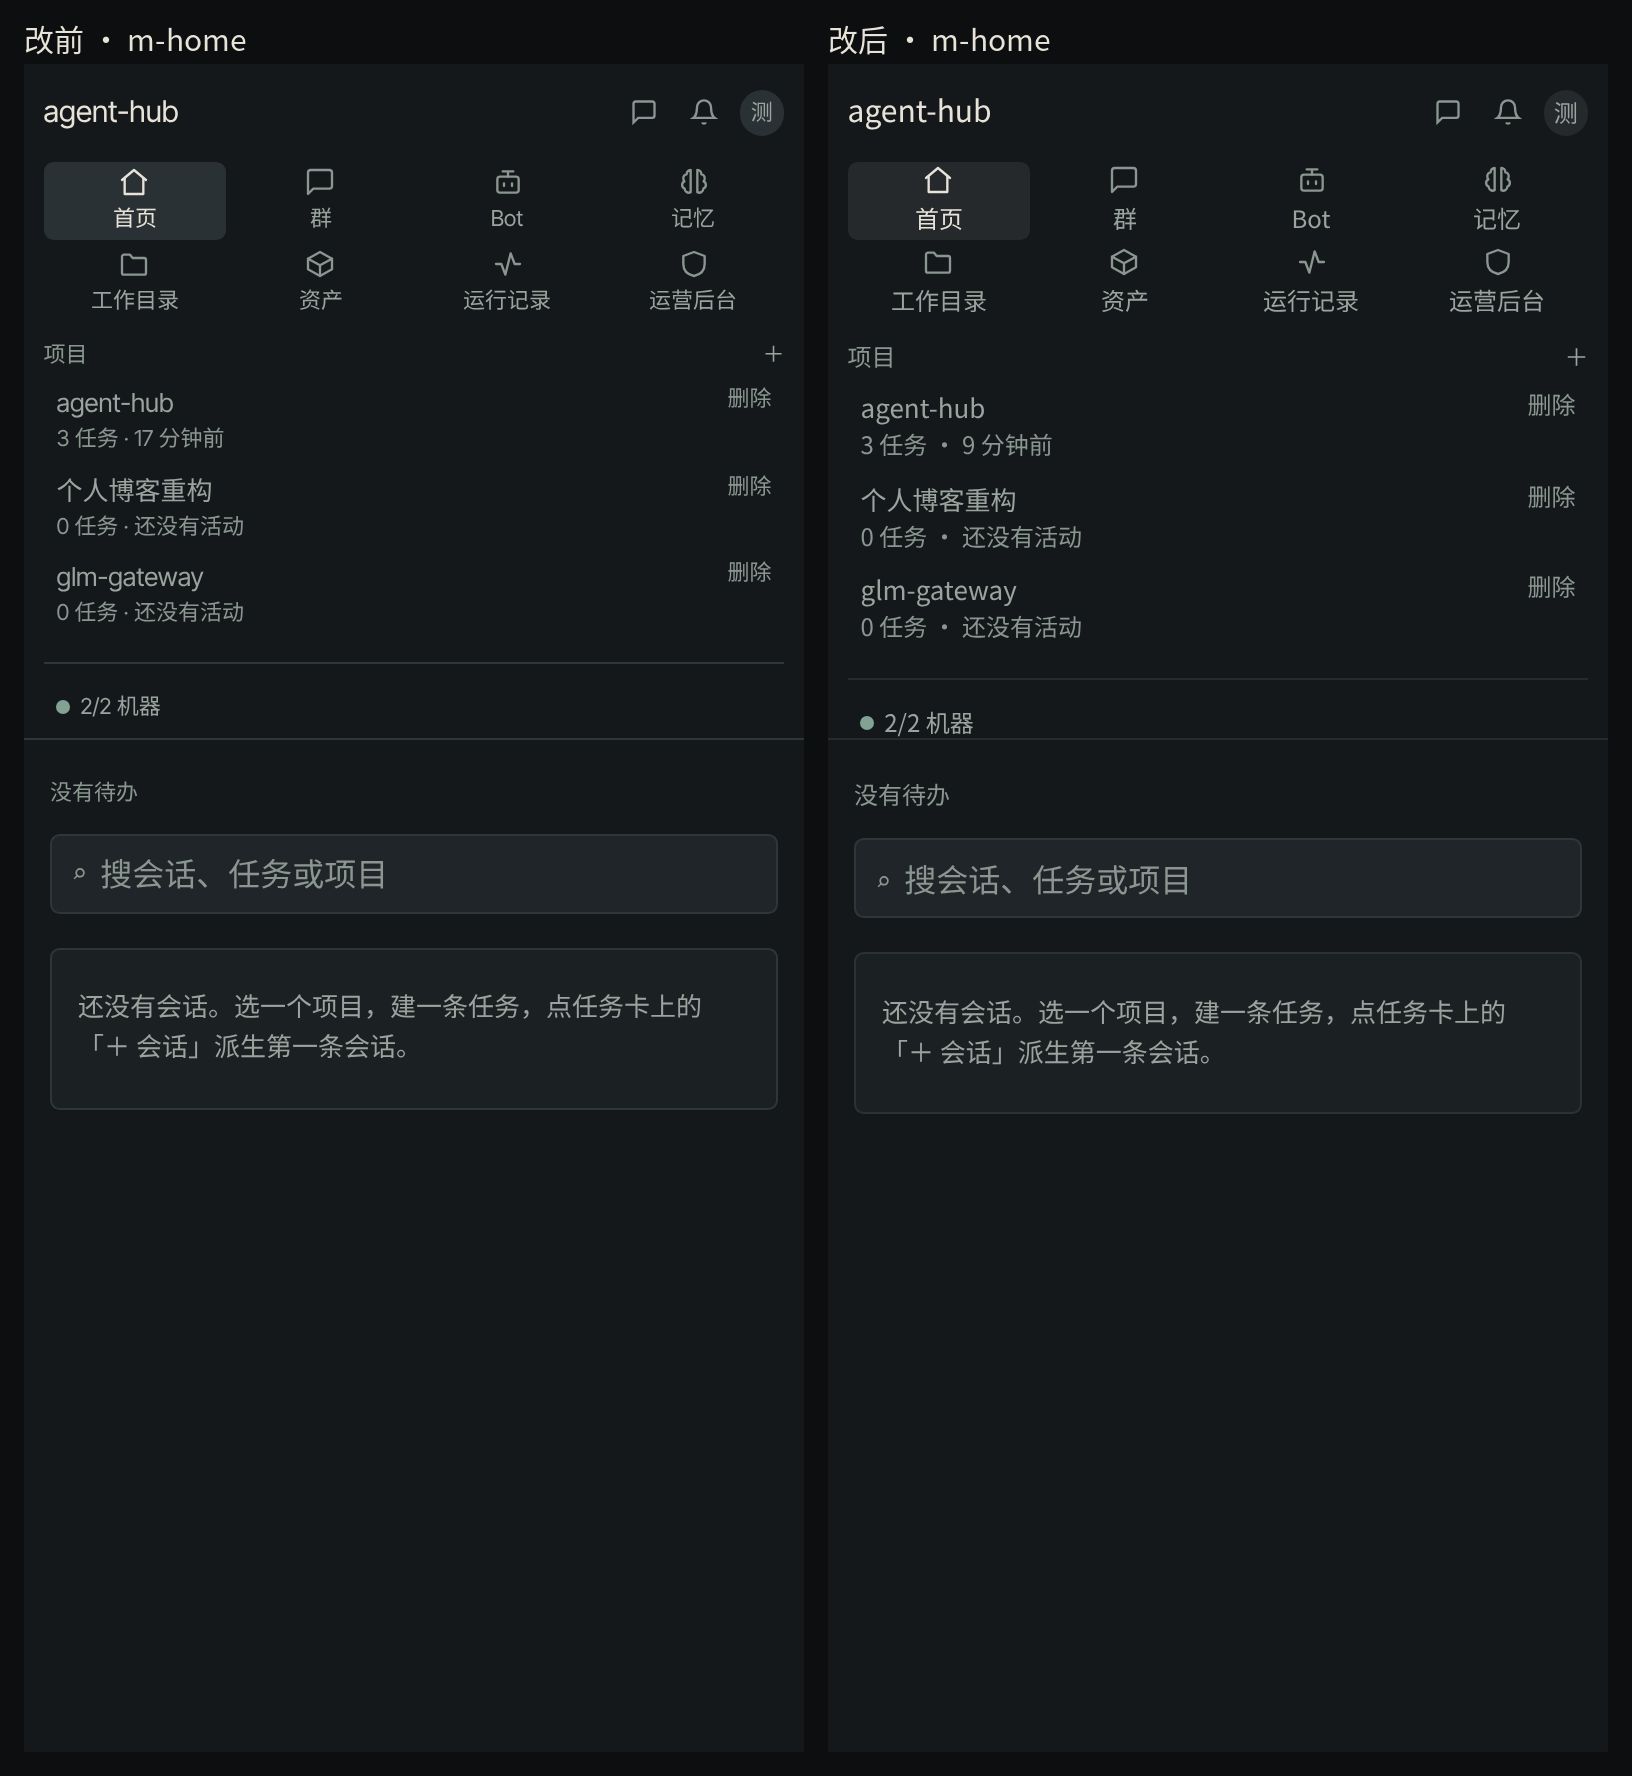 改前 · m-home
agent-hub
测
首页
群
Bot
记忆
工作目录
资产
运行记录
运营后台
项目
+
agent-hub
删除
3 任务 · 17 分钟前
个人博客重构
删除
0 任务 · 还没有活动
glm-gateway
删除
0 任务 · 还没有活动
2/2 机器
没有待办
搜会话、任务或项目
还没有会话。选一个项目，建一条任务，点任务卡上的
「＋ 会话」派生第一条会话。
改后 · m-home
agent-hub
测
首页
群
Bot
记忆
工作目录
资产
运行记录
运营后台
项目
+
agent-hub
删除
3 任务 · 9 分钟前
个人博客重构
删除
0 任务 · 还没有活动
glm-gateway
删除
0 任务 · 还没有活动
2/2 机器
没有待办
搜会话、任务或项目
还没有会话。选一个项目，建一条任务，点任务卡上的
「＋ 会话」派生第一条会话。